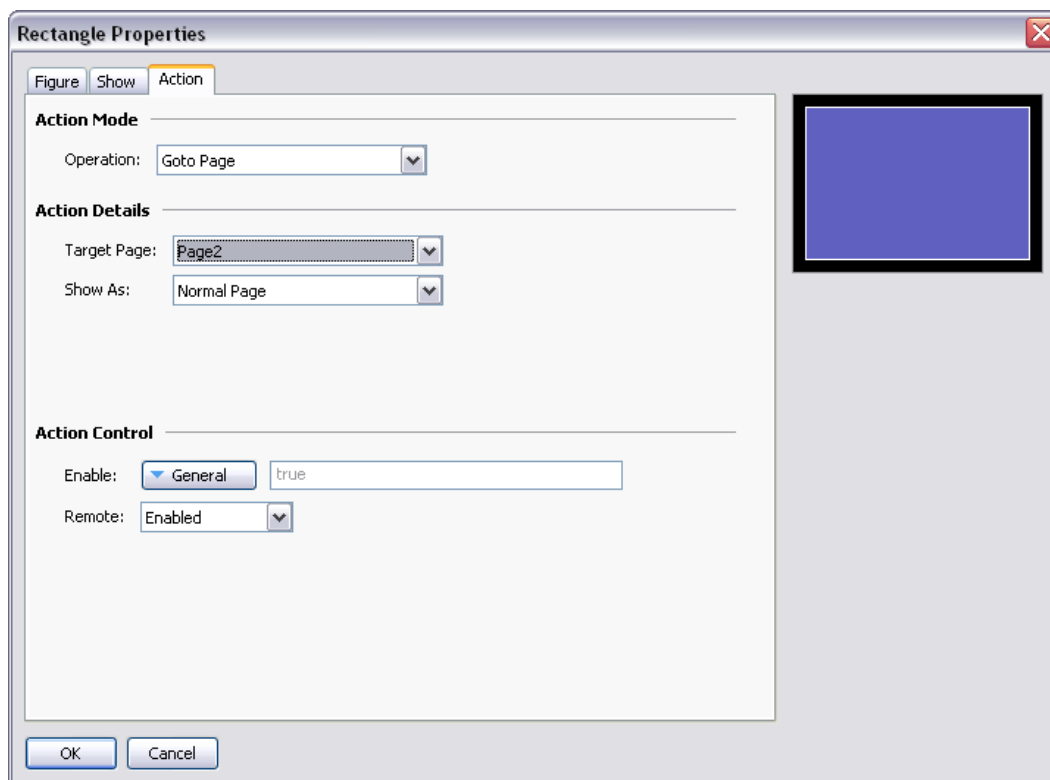 Rectangle Properties
Figure Show Action
Action Mode
Operation: Goto Page
Action Details
Target Page: Page2
Show As: Normal Page
Action Control
Enable: General true
Remote: Enabled
OK Cancel